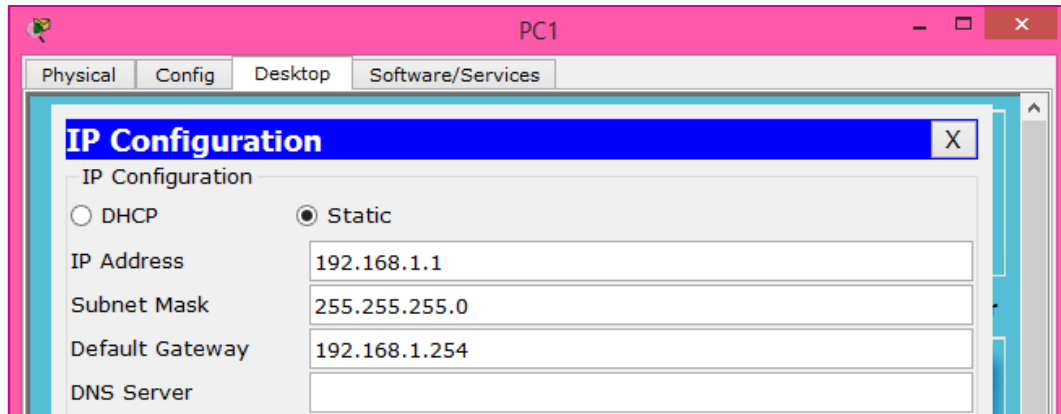 PC1
Physical Config Desktop Software/Services
IP Configuration X
IP Configuration
DHCP Static
IP Address 192.168.1.1
Subnet Mask 255.255.255.0
Default Gateway 192.168.1.254
DNS Server